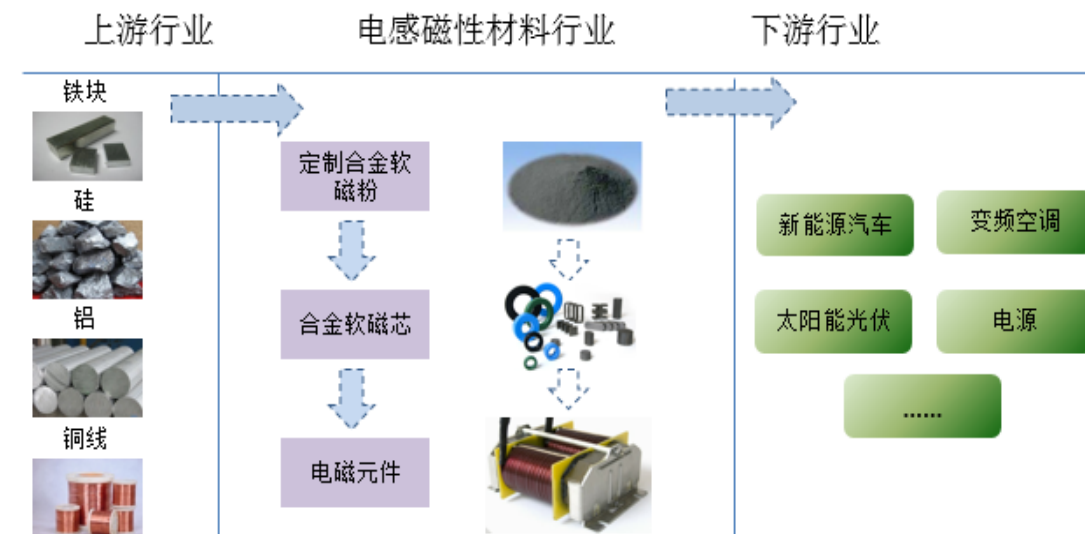 上游行业
电感磁性材料行业
下游行业
铁块
硅
铝
铜线
定制合金软
磁粉
合金软磁芯
电磁元件
新能源汽车
变频空调
太阳能光伏
电源
......